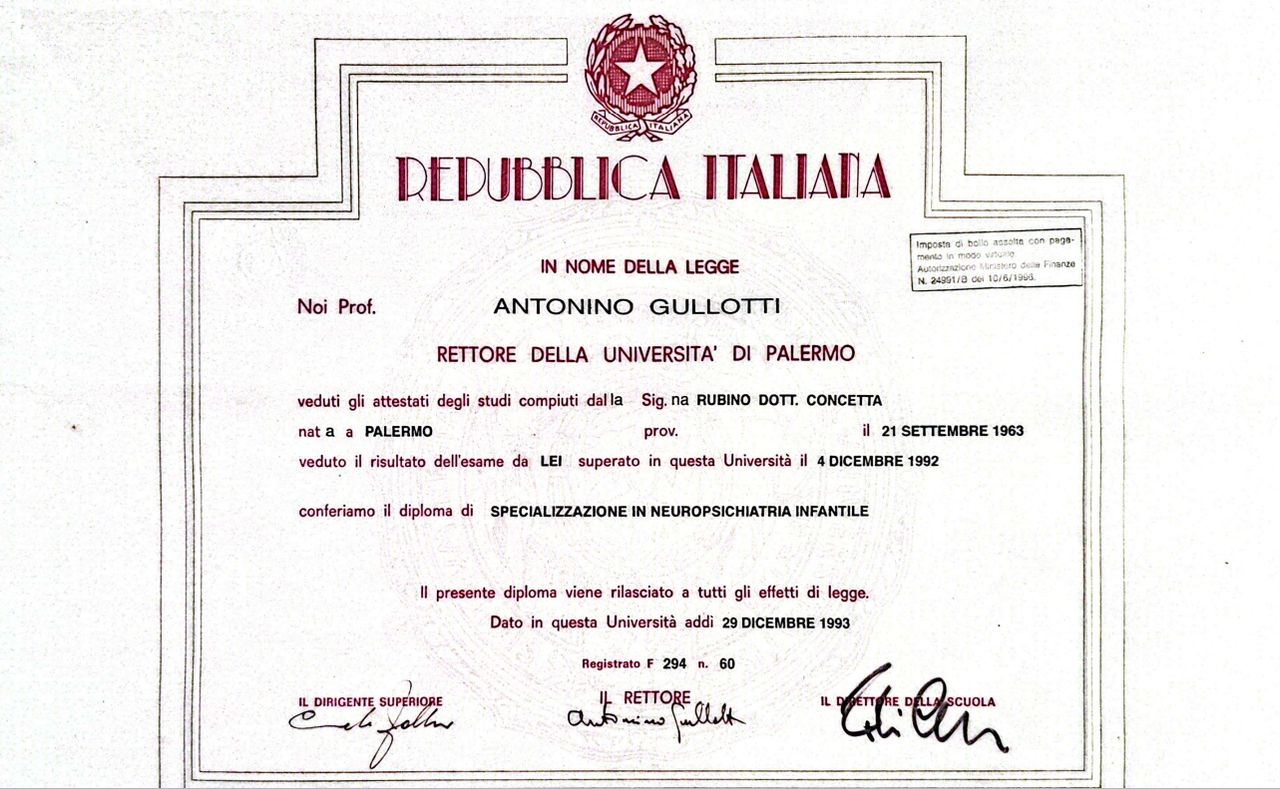 REPUBBLICA ITALIANA
REPUBBLICA ITALIANA
Imposta di bollo assolta con paga-
mento in modo virtuale.
Autorizzazione Ministero delle Finanze
N. 24991/B del 10/6/1993.
IN NOME DELLA LEGGE
Noi Prof. ANTONINO GULLOTTI
RETTORE DELLA UNIVERSITA' DI PALERMO
veduti gli attestati degli studi compiuti dalla Sig.na RUBINO DOTT. CONCETTA
nata a PALERMO prov. il 21 SETTEMBRE 1963
veduto il risultato dell'esame da LEI superato in questa Università il 4 DICEMBRE 1992
conferiamo il diploma di SPECIALIZZAZIONE IN NEUROPSICHIATRIA INFANTILE
Il presente diploma viene rilasciato a tutti gli effetti di legge.
Dato in questa Università addì 29 DICEMBRE 1993
Registrato F 294 n. 60
IL DIRIGENTE SUPERIORE IL RETTORE IL DIRETTORE DELLA SCUOLA
Antonino Gullotti